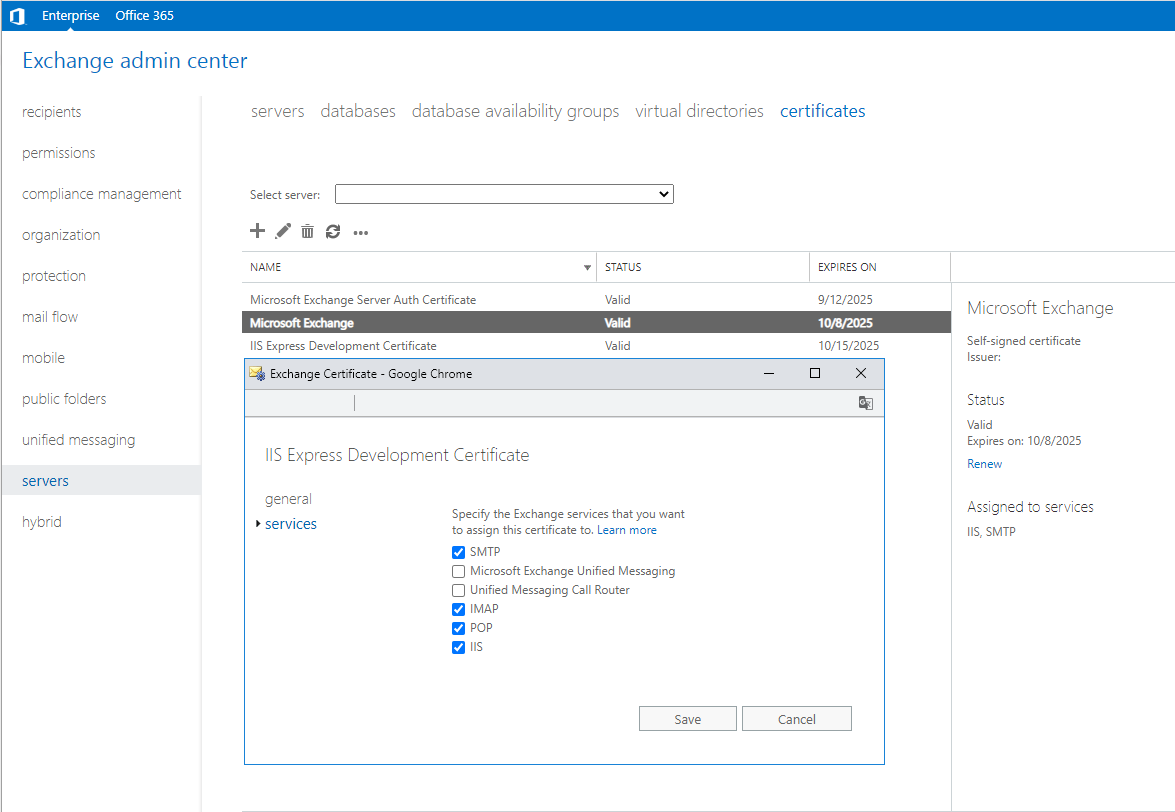 Enterprise Office 365
Exchange admin center
recipients
permissions
compliance management
organization
protection
mail flow
mobile
public folders
unified messaging
servers
hybrid
servers databases database availability groups virtual directories certificates
Select server:
NAME STATUS EXPIRES ON
Microsoft Exchange Server Auth Certificate Valid 9/12/2025
Microsoft Exchange Valid 10/8/2025
IIS Express Development Certificate Valid 10/15/2025
Exchange Certificate - Google Chrome
IIS Express Development Certificate
general
services
Specify the Exchange services that you want
to assign this certificate to. Learn more
SMTP
Microsoft Exchange Unified Messaging
Unified Messaging Call Router
IMAP
POP
IIS
Save Cancel
Microsoft Exchange
Self-signed certificate
Issuer:
Status
Valid
Expires on: 10/8/2025
Renew
Assigned to services
IIS, SMTP